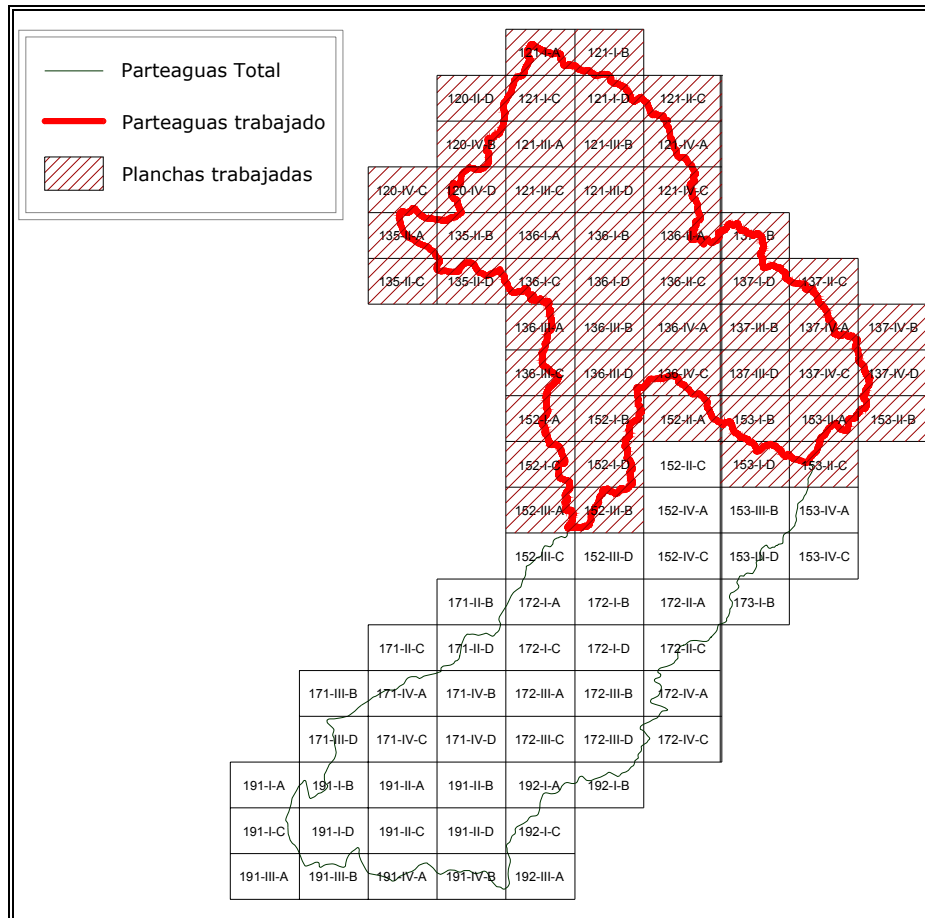 Parteaguas Total
Parteaguas trabajado
Planchas trabajadas
121-I-A 121-I-B
120-II-D 121-I-C 121-I-D 121-II-C
120-IV-B 121-III-A 121-III-B 121-IV-A
120-IV-C 120-IV-D 121-III-C 121-III-D 121-IV-C
135-II-A 135-II-B 136-I-A 136-I-B 136-II-A 137-I-B
135-II-C 135-II-D 136-I-C 136-I-D 136-II-C 137-I-D 137-II-C
136-III-A 136-III-B 136-IV-A 137-III-B 137-IV-A 137-IV-B
136-III-C 136-III-D 136-IV-C 137-III-D 137-IV-C 137-IV-D
152-I-A 152-I-B 152-II-A 153-I-B 153-II-A 153-II-B
152-I-C 152-I-D 152-II-C 153-I-D 153-II-C
152-III-A 152-III-B 152-IV-A 153-III-B 153-IV-A
152-III-C 152-III-D 152-IV-C 153-III-D 153-IV-C
171-II-B 172-I-A 172-I-B 172-II-A 173-I-B
171-II-C 171-II-D 172-I-C 172-I-D 172-II-C
171-III-B 171-IV-A 171-IV-B 172-III-A 172-III-B 172-IV-A
171-III-D 171-IV-C 171-IV-D 172-III-C 172-III-D 172-IV-C
191-I-A 191-I-B 191-II-A 191-II-B 192-I-A 192-I-B
191-I-C 191-I-D 191-II-C 191-II-D 192-I-C
191-III-A 191-III-B 191-IV-A 191-IV-B 192-III-A